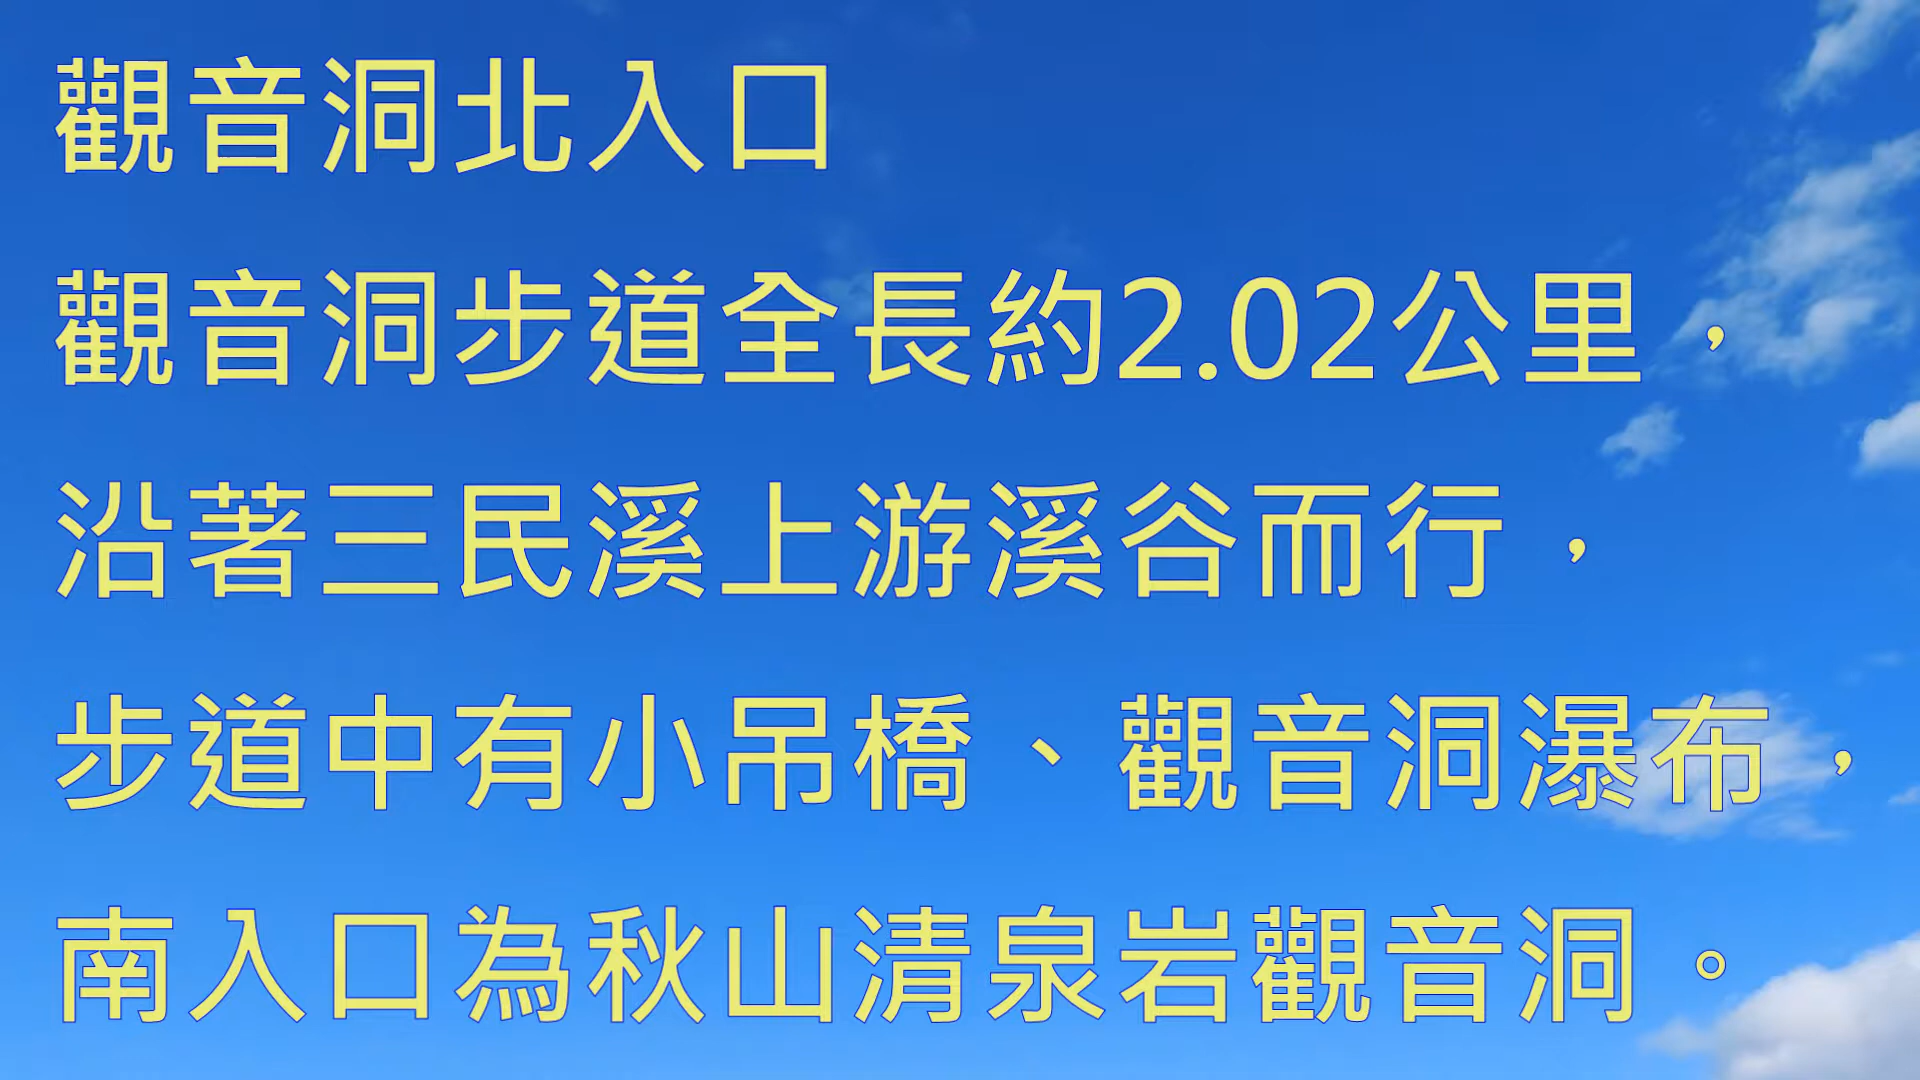 觀音洞北入口
觀音洞步道全長約2.02公里，
沿著三民溪上游溪谷而行，
步道中有小吊橋、觀音洞瀑布，
南入口為秋山清泉岩觀音洞。